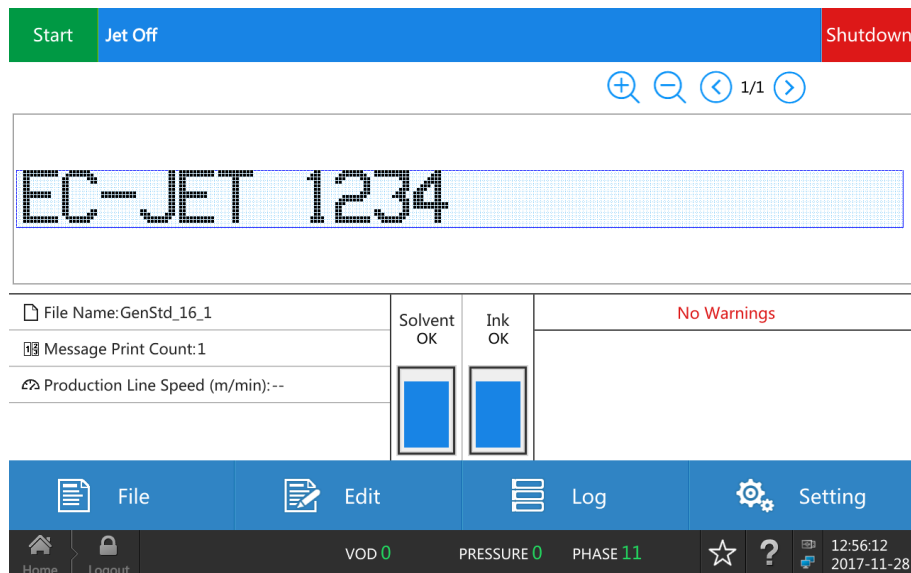 Start Jet Off Shutdown
1/1
EC-JET 1234
File Name:GenStd_16_1
Message Print Count:1
Production Line Speed (m/min):--
Solvent
OK
Ink
OK
No Warnings
File Edit Log Setting
Home Logout
VOD 0 PRESSURE 0 PHASE 11
?
12:56:12
2017-11-28